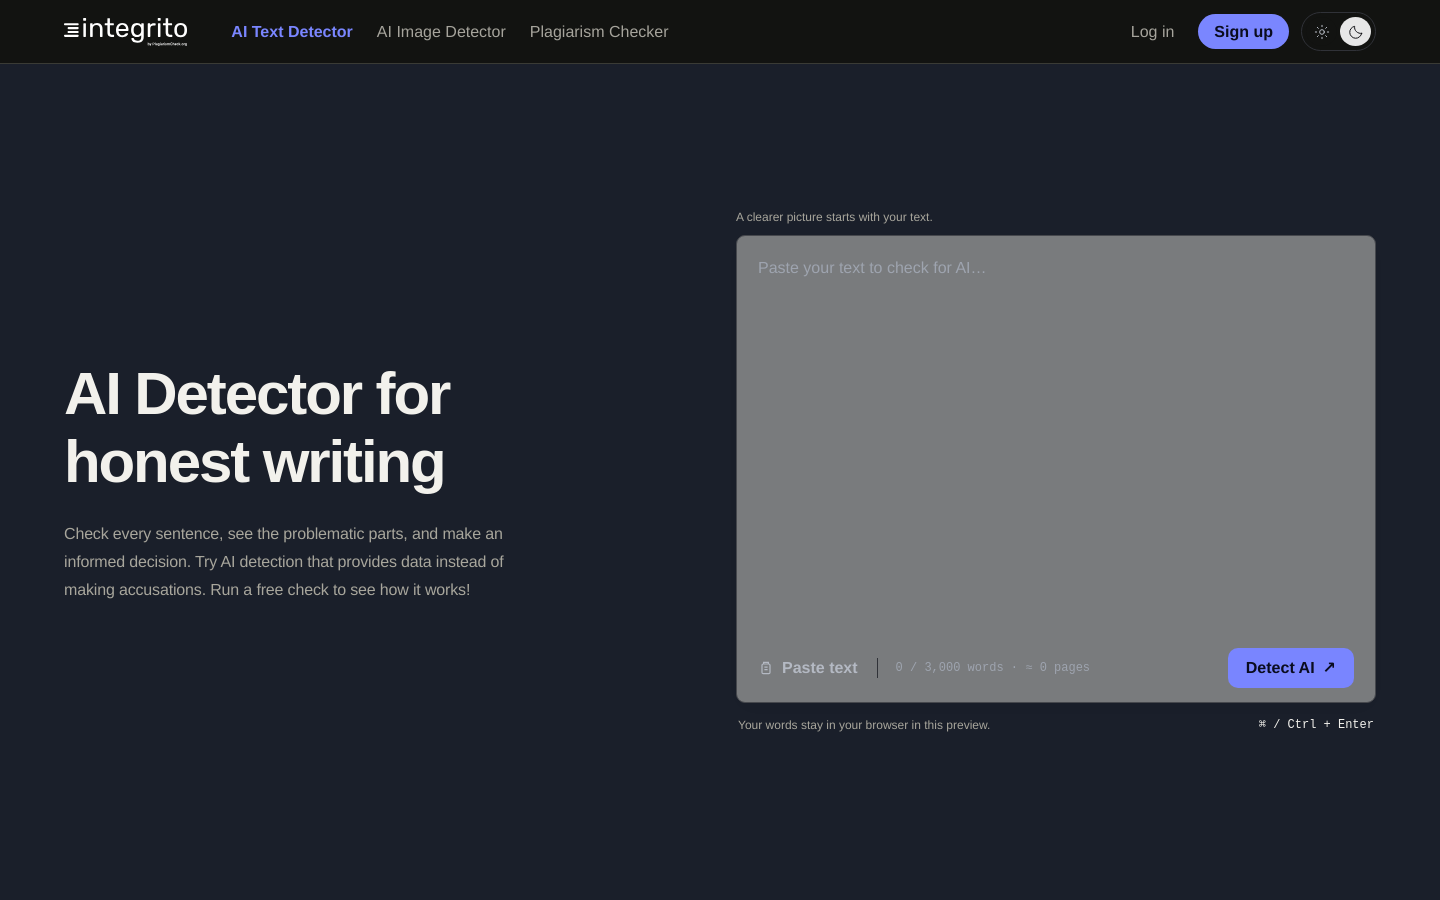 integrito
by PlagiarismCheck.org
AI Text Detector
AI Image Detector
Plagiarism Checker
Log in
Sign up
A clearer picture starts with your text.
Paste your text to check for AI…
AI Detector for
honest writing
Check every sentence, see the problematic parts, and make an
informed decision. Try AI detection that provides data instead of
making accusations. Run a free check to see how it works!
Paste text
0 / 3,000 words · ≈ 0 pages
Detect AI ↗
Your words stay in your browser in this preview.
⌘ / Ctrl + Enter